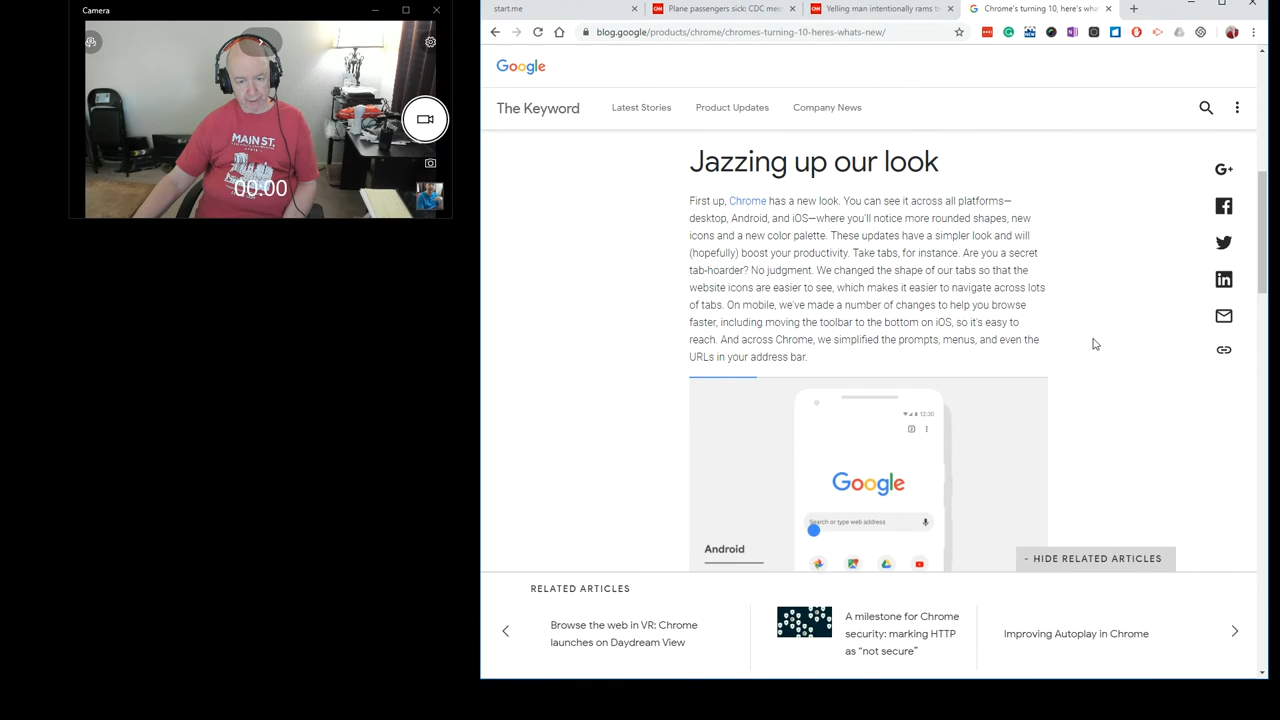 Camera
MAIN ST.
00:00
start.me
Plane passengers sick: CDC mee
Yelling man intentionally rams t
Chrome's turning 10, here's wha
blog.google/products/chrome/chromes-turning-10-heres-whats-new/
Google
The Keyword
Latest Stories
Product Updates
Company News
Jazzing up our look
First up, Chrome has a new look. You can see it across all platforms—
desktop, Android, and iOS—where you'll notice more rounded shapes, new
icons and a new color palette. These updates have a simpler look and will
(hopefully) boost your productivity. Take tabs, for instance. Are you a secret
tab-hoarder? No judgment. We changed the shape of our tabs so that the
website icons are easier to see, which makes it easier to navigate across lots
of tabs. On mobile, we've made a number of changes to help you browse
faster, including moving the toolbar to the bottom on iOS, so it's easy to
reach. And across Chrome, we simplified the prompts, menus, and even the
URLs in your address bar.
12:30
Google
Search or type web address
Android
- HIDE RELATED ARTICLES
RELATED ARTICLES
Browse the web in VR: Chrome
launches on Daydream View
A milestone for Chrome
security: marking HTTP
as “not secure”
Improving Autoplay in Chrome